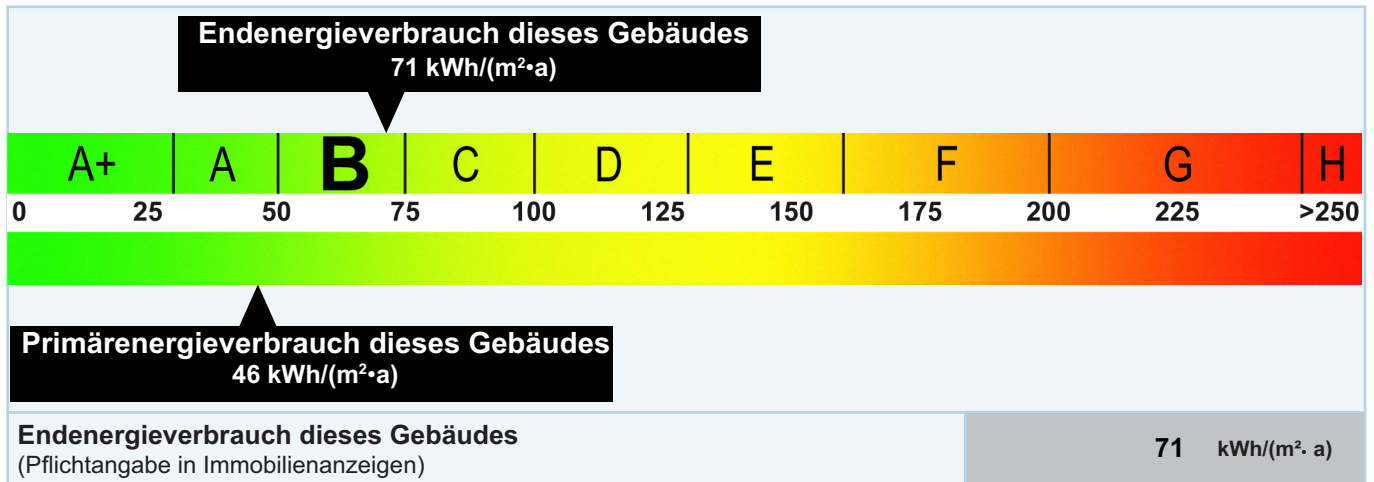 Endenergieverbrauch dieses Gebäudes
71 kWh/(m²•a)
A+ A B C D E F G H
0 25 50 75 100 125 150 175 200 225 >250
Primärenergieverbrauch dieses Gebäudes
46 kWh/(m²•a)
Endenergieverbrauch dieses Gebäudes
(Pflichtangabe in Immobilienanzeigen)
71 kWh/(m²· a)